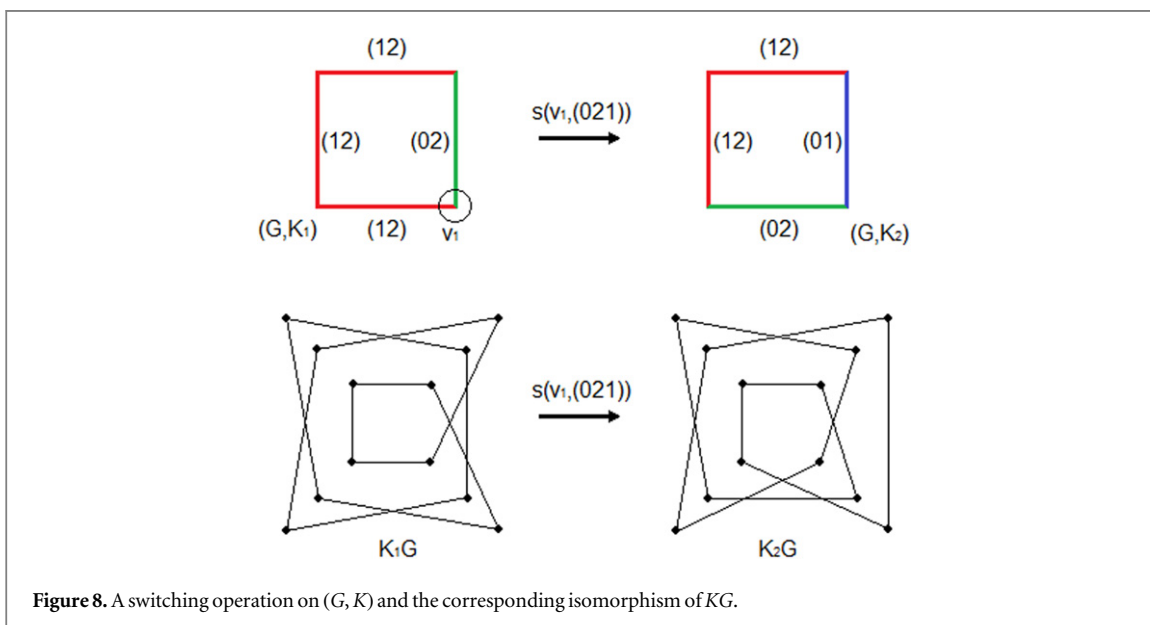 (12)
(12)
(02)
(12)
(G,K₁)
v₁
s(v₁,(021))
(12)
(12)
(01)
(02)
(G,K₂)
K₁G
s(v₁,(021))
K₂G
Figure 8. A switching operation on (G, K) and the corresponding isomorphism of KG.